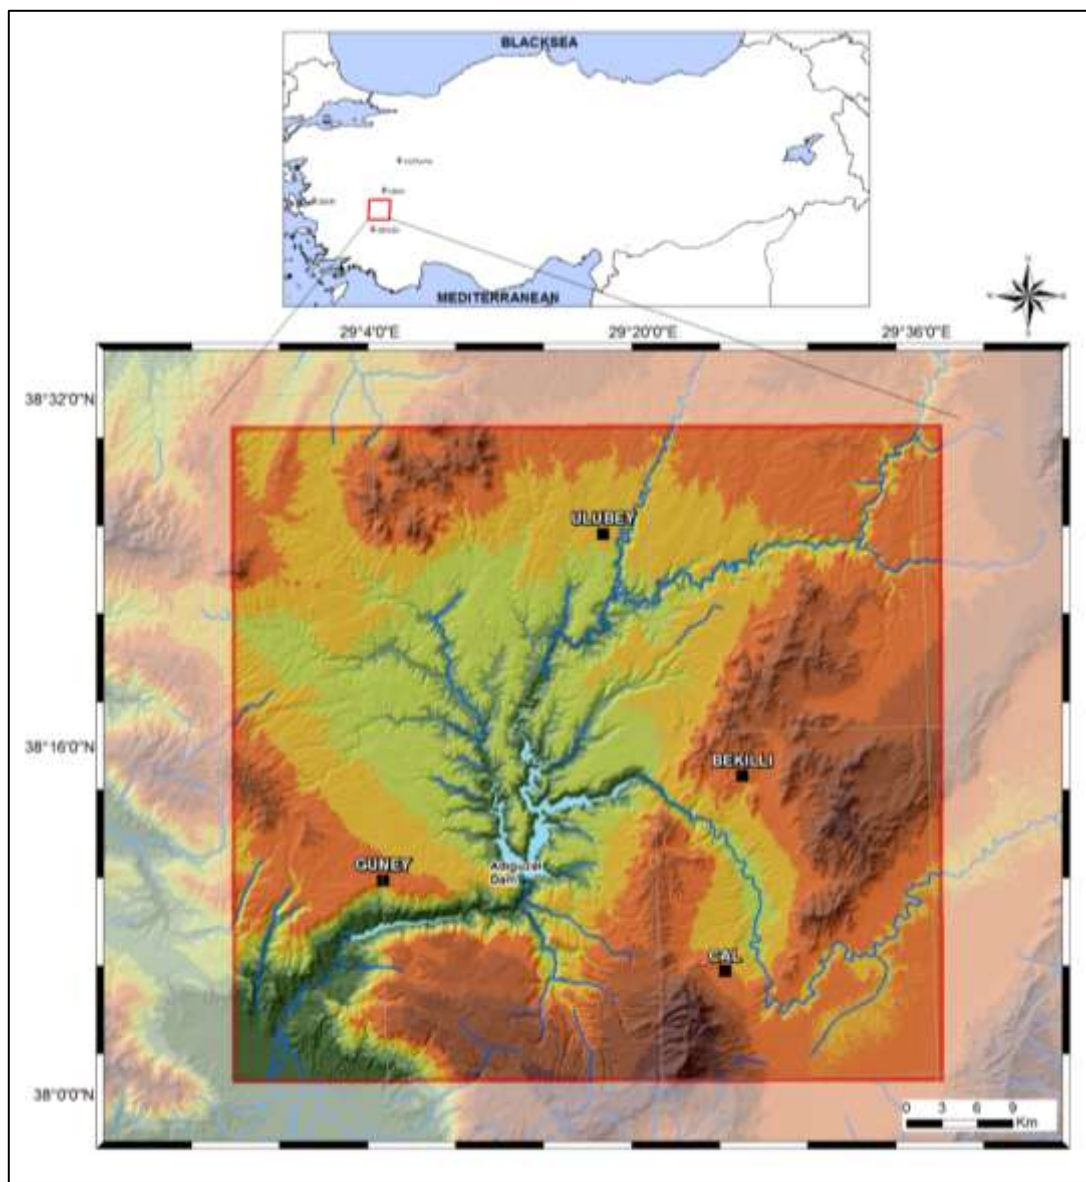 BLACKSEA
MEDITERRANEAN
29°4'0"E
29°20'0"E
29°36'0"E
38°32'0"N
ULUBEY
38°16'0"N
BEKILLI
GUNEY
Adiguzel
Dam
CAL
38°0'0"N
0 3 6 9
Km